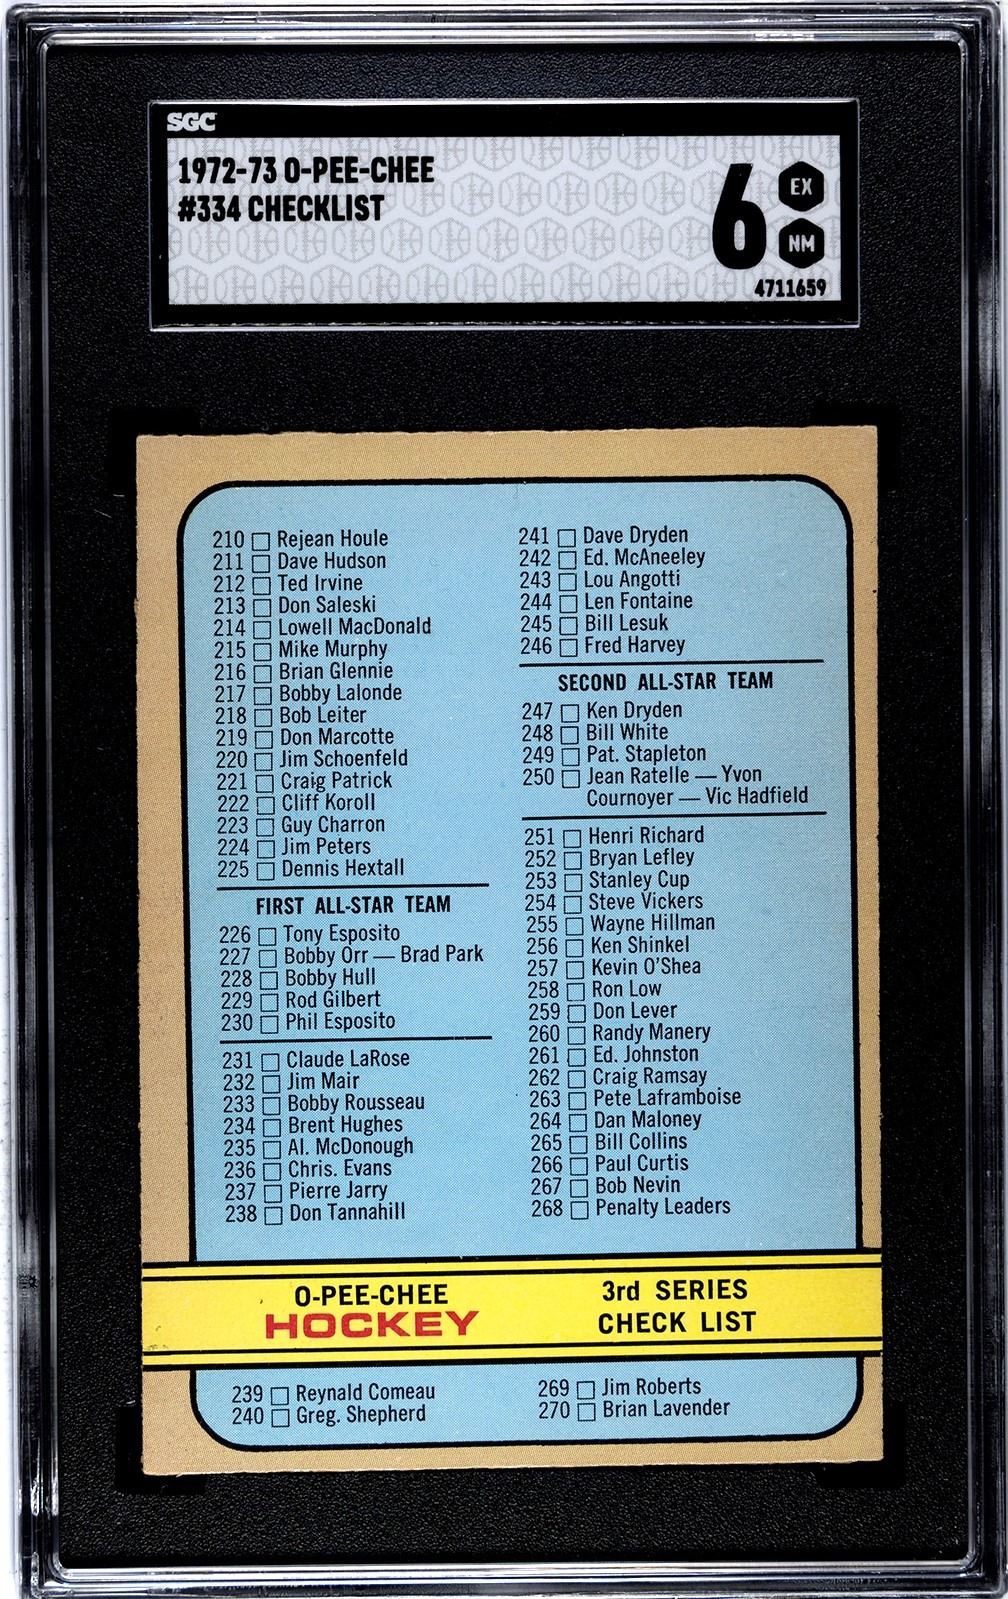 SGC
1972-73 O-PEE-CHEE
#334 CHECKLIST
6
EX
NM
4711659
210 Rejean Houle
211 Dave Hudson
212 Ted Irvine
213 Don Saleski
214 Lowell MacDonald
215 Mike Murphy
216 Brian Glennie
217 Bobby Lalonde
218 Bob Leiter
219 Don Marcotte
220 Jim Schoenfeld
221 Craig Patrick
222 Cliff Koroll
223 Guy Charron
224 Jim Peters
225 Dennis Hextall
FIRST ALL-STAR TEAM
226 Tony Esposito
227 Bobby Orr — Brad Park
228 Bobby Hull
229 Rod Gilbert
230 Phil Esposito
231 Claude LaRose
232 Jim Mair
233 Bobby Rousseau
234 Brent Hughes
235 Al. McDonough
236 Chris. Evans
237 Pierre Jarry
238 Don Tannahill
241 Dave Dryden
242 Ed. McAneeley
243 Lou Angotti
244 Len Fontaine
245 Bill Lesuk
246 Fred Harvey
SECOND ALL-STAR TEAM
247 Ken Dryden
248 Bill White
249 Pat. Stapleton
250 Jean Ratelle — Yvon
Cournoyer — Vic Hadfield
251 Henri Richard
252 Bryan Lefley
253 Stanley Cup
254 Steve Vickers
255 Wayne Hillman
256 Ken Shinkel
257 Kevin O'Shea
258 Ron Low
259 Don Lever
260 Randy Manery
261 Ed. Johnston
262 Craig Ramsay
263 Pete Laframboise
264 Dan Maloney
265 Bill Collins
266 Paul Curtis
267 Bob Nevin
268 Penalty Leaders
O-PEE-CHEE
HOCKEY
3rd SERIES
CHECK LIST
239 Reynald Comeau
240 Greg. Shepherd
269 Jim Roberts
270 Brian Lavender